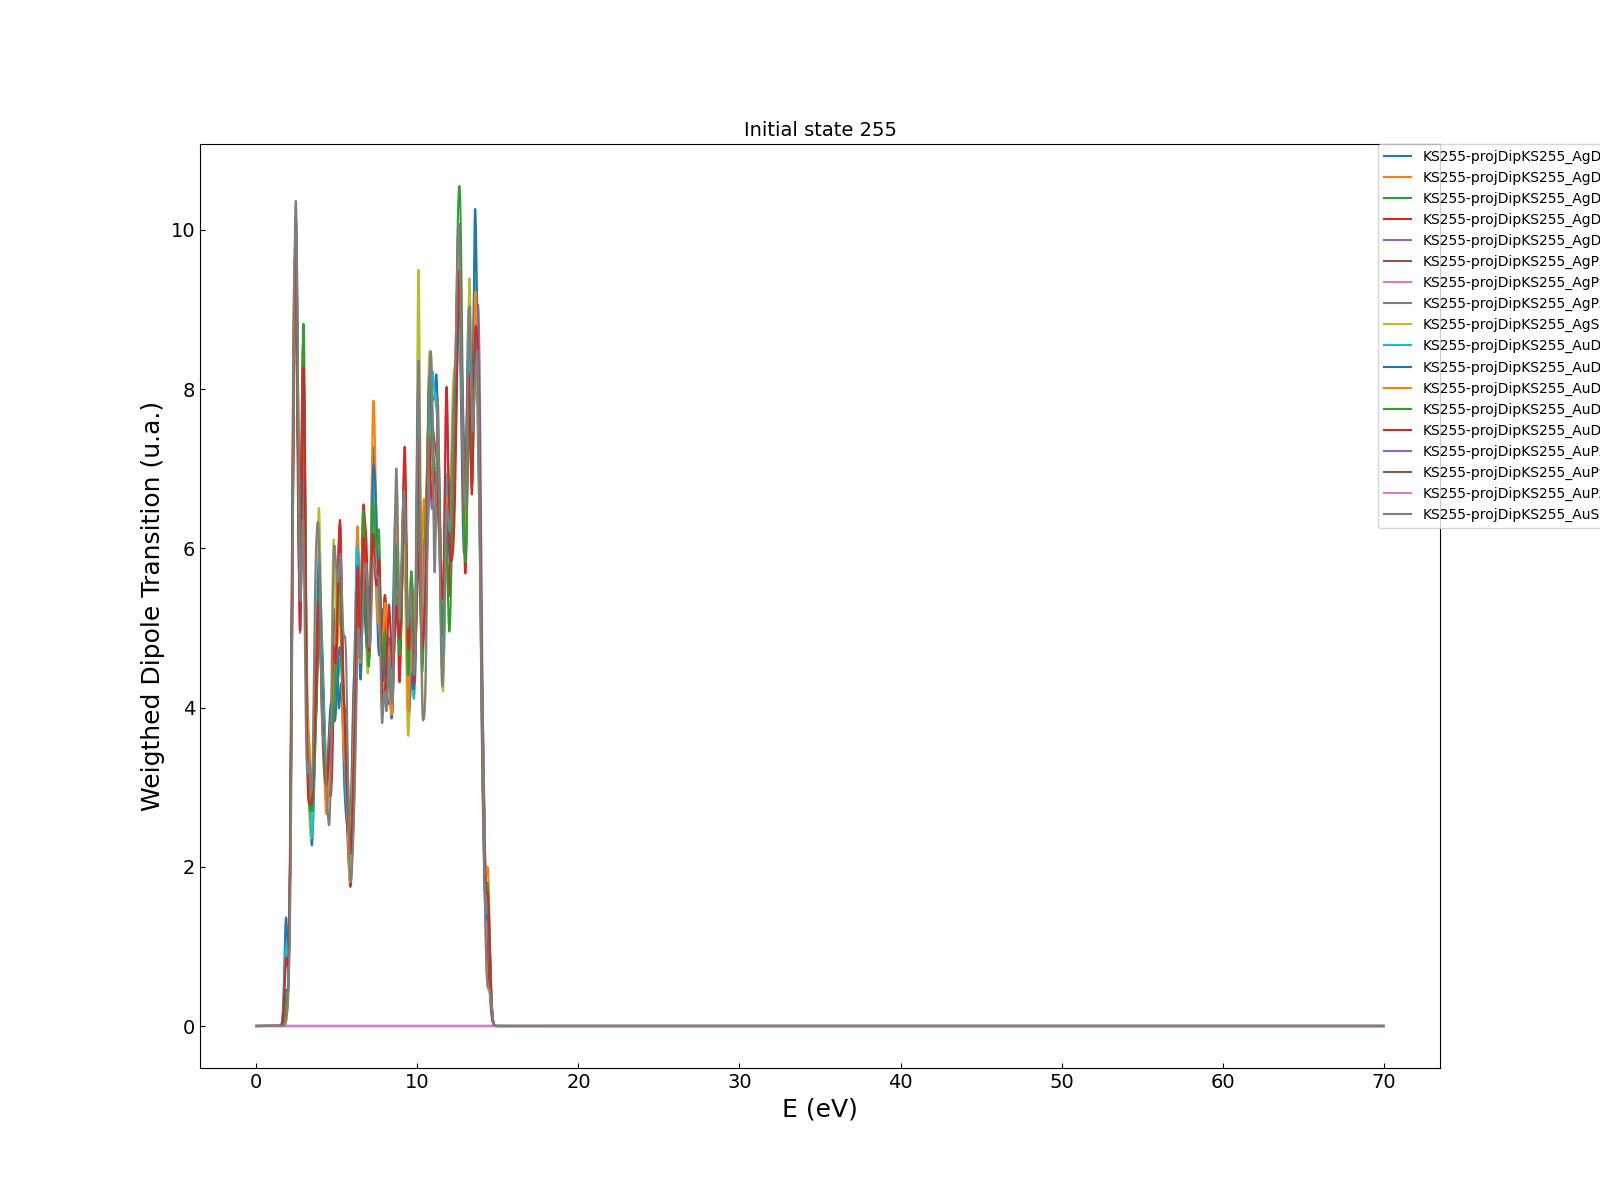 Initial state 255
Weigthed Dipole Transition (u.a.)
10
8
6
4
2
0
0 10 20 30 40 50 60 70
E (eV)
KS255-projDipKS255_AgD
KS255-projDipKS255_AgD
KS255-projDipKS255_AgD
KS255-projDipKS255_AgD
KS255-projDipKS255_AgD
KS255-projDipKS255_AgP
KS255-projDipKS255_AgP
KS255-projDipKS255_AgP
KS255-projDipKS255_AgS
KS255-projDipKS255_AuD
KS255-projDipKS255_AuD
KS255-projDipKS255_AuD
KS255-projDipKS255_AuD
KS255-projDipKS255_AuD
KS255-projDipKS255_AuP
KS255-projDipKS255_AuP
KS255-projDipKS255_AuP
KS255-projDipKS255_AuS